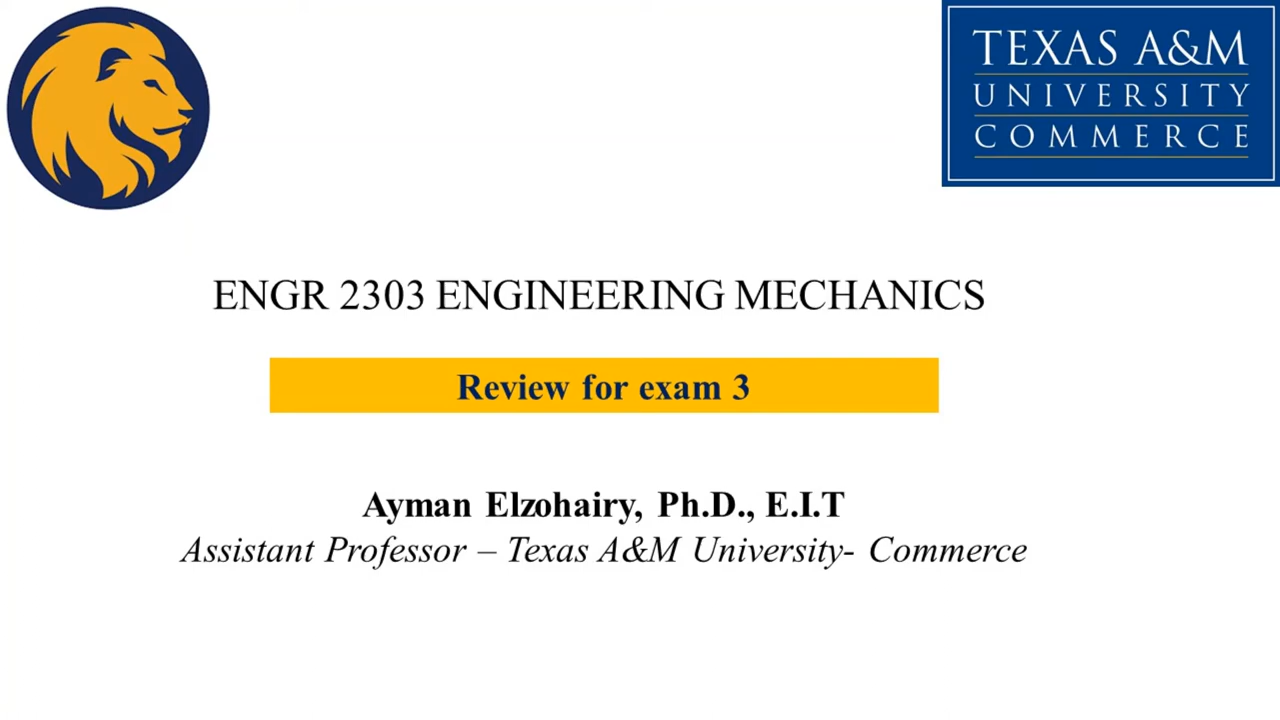 TEXAS A&M
UNIVERSITY
COMMERCE
ENGR 2303 ENGINEERING MECHANICS
Review for exam 3
Ayman Elzohairy, Ph.D., E.I.T
Assistant Professor – Texas A&M University- Commerce